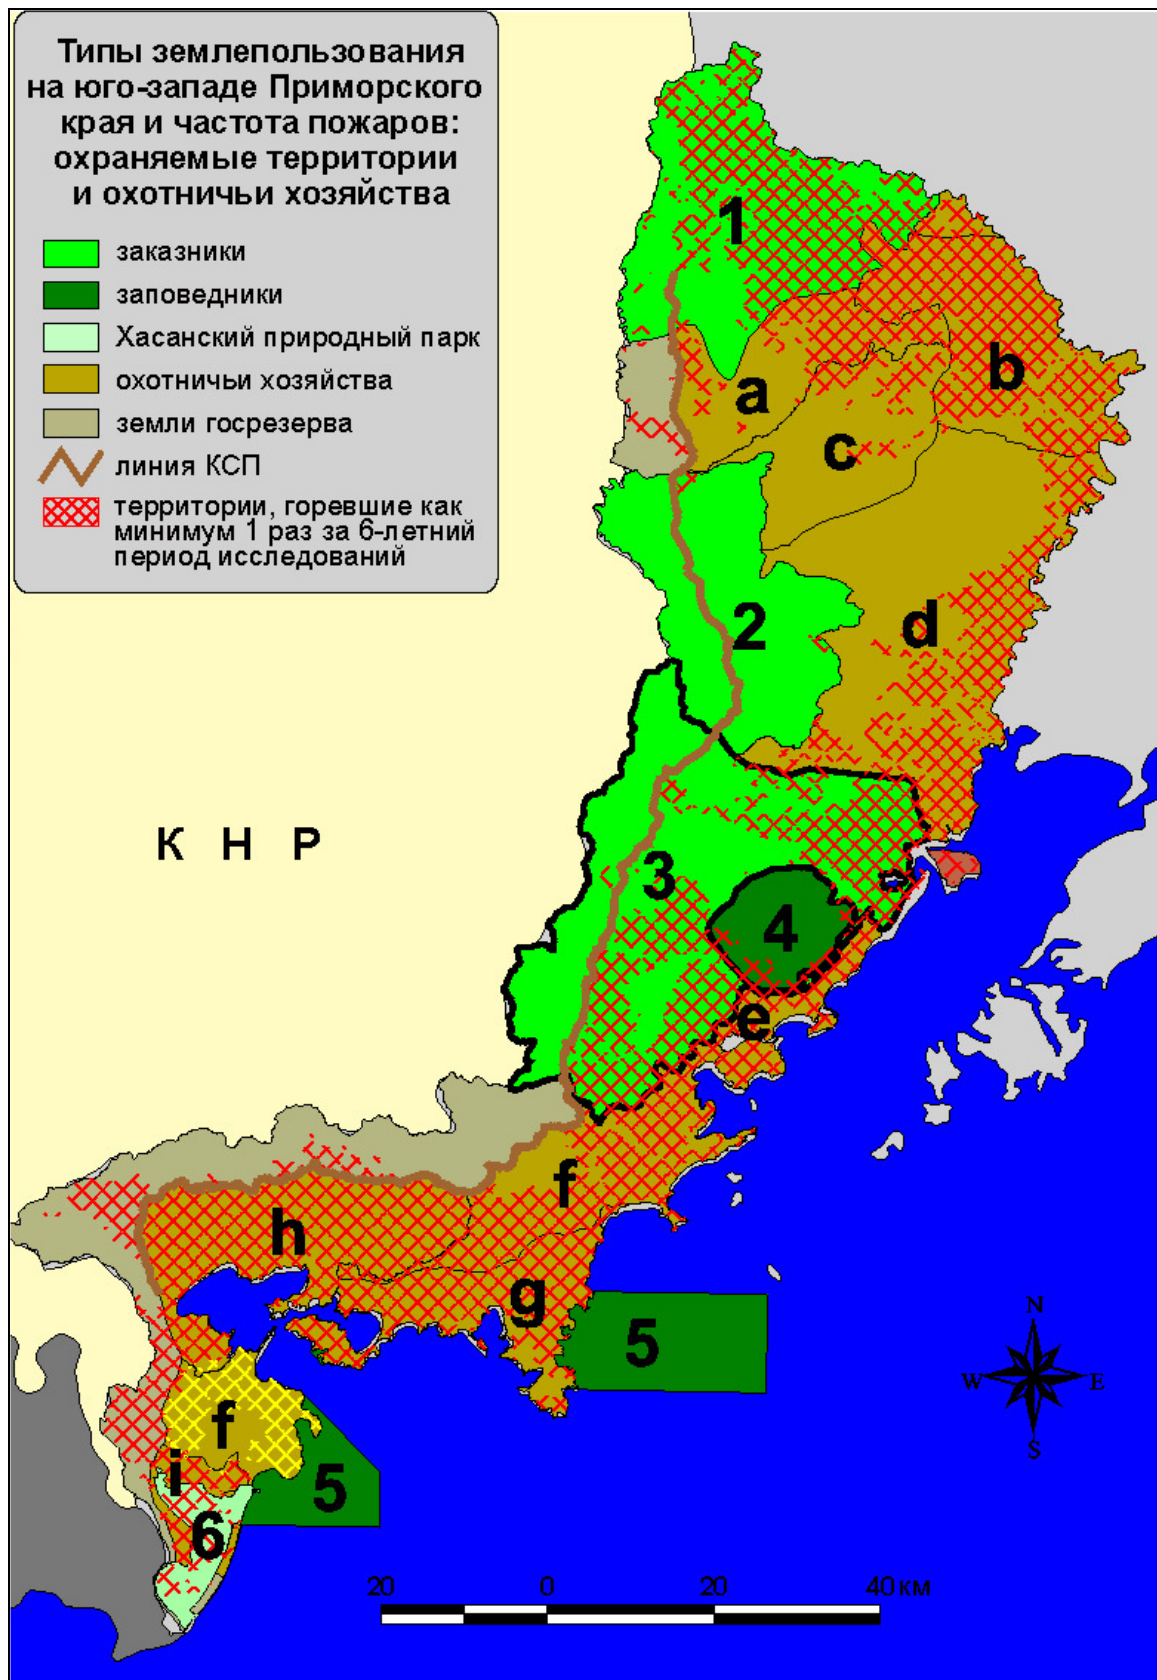 Типы землепользования
на юго-западе Приморского
края и частота пожаров:
охраняемые территории
и охотничьи хозяйства
заказники
заповедники
Хасанский природный парк
охотничьи хозяйства
земли госрезерва
линия КСП
территории, горевшие как
минимум 1 раз за 6-летний
период исследований
1
b
a
c
2
d
К Н Р
3
4
e
f
h
g
5
N
W E
S
f
i
5
6
20 0 20 40 км